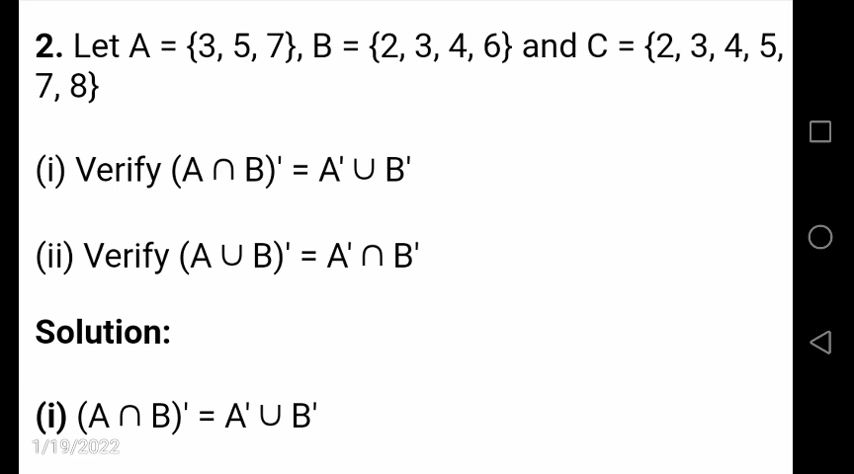 2. Let A = {3, 5, 7}, B = {2, 3, 4, 6} and C = {2, 3, 4, 5,
7, 8}
(i) Verify (A ∩ B)' = A' ∪ B'
(ii) Verify (A ∪ B)' = A' ∩ B'
Solution:
(i) (A ∩ B)' = A' ∪ B'
1/19/2022